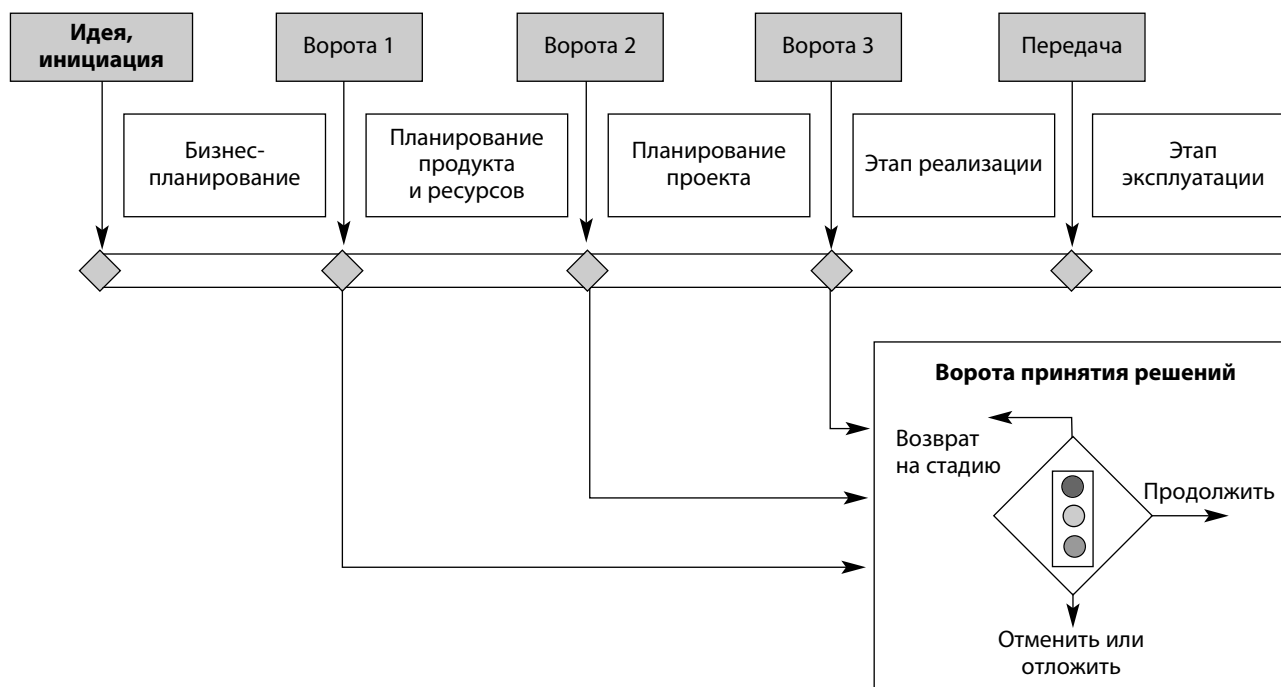 Идея,
инициация
Ворота 1
Ворота 2
Ворота 3
Передача
Бизнес-
планирование
Планирование
продукта
и ресурсов
Планирование
проекта
Этап реализации
Этап
эксплуатации
Ворота принятия решений
Возврат
на стадию
Продолжить
Отменить или
отложить